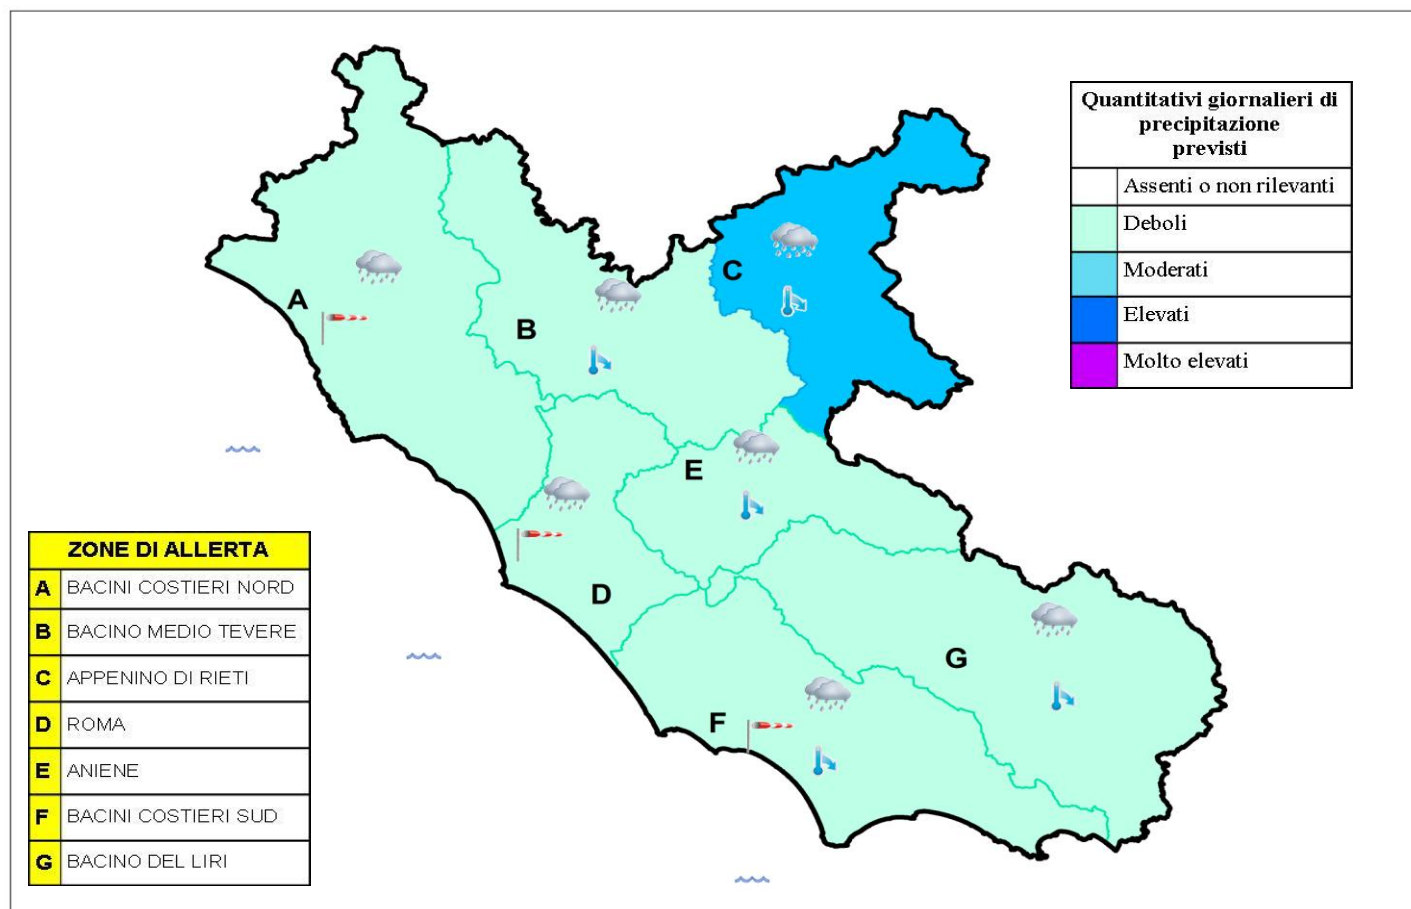 Quantitativi giornalieri di
precipitazione
previsti
Assenti o non rilevanti
Deboli
Moderati
Elevati
Molto elevati
C
A
B
E
D
G
F
ZONE DI ALLERTA
A BACINI COSTIERI NORD
B BACINO MEDIO TEVERE
C APPENINO DI RIETI
D ROMA
E ANIENE
F BACINI COSTIERI SUD
G BACINO DEL LIRI